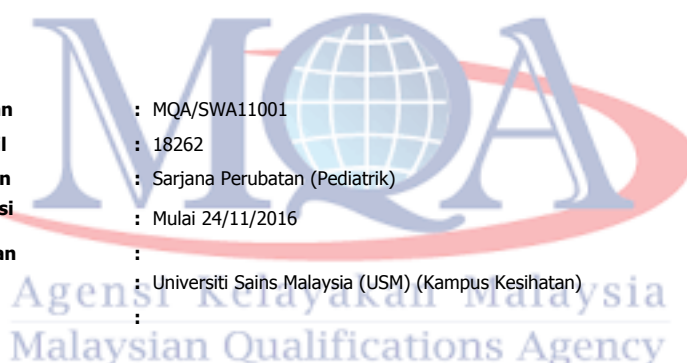 MQA
an : MQA/SWA11001
l : 18262
n : Sarjana Perubatan (Pediatrik)
si : Mulai 24/11/2016
an :
: Universiti Sains Malaysia (USM) (Kampus Kesihatan)
:
Agensi Kelayakan Malaysia
Malaysian Qualifications Agency